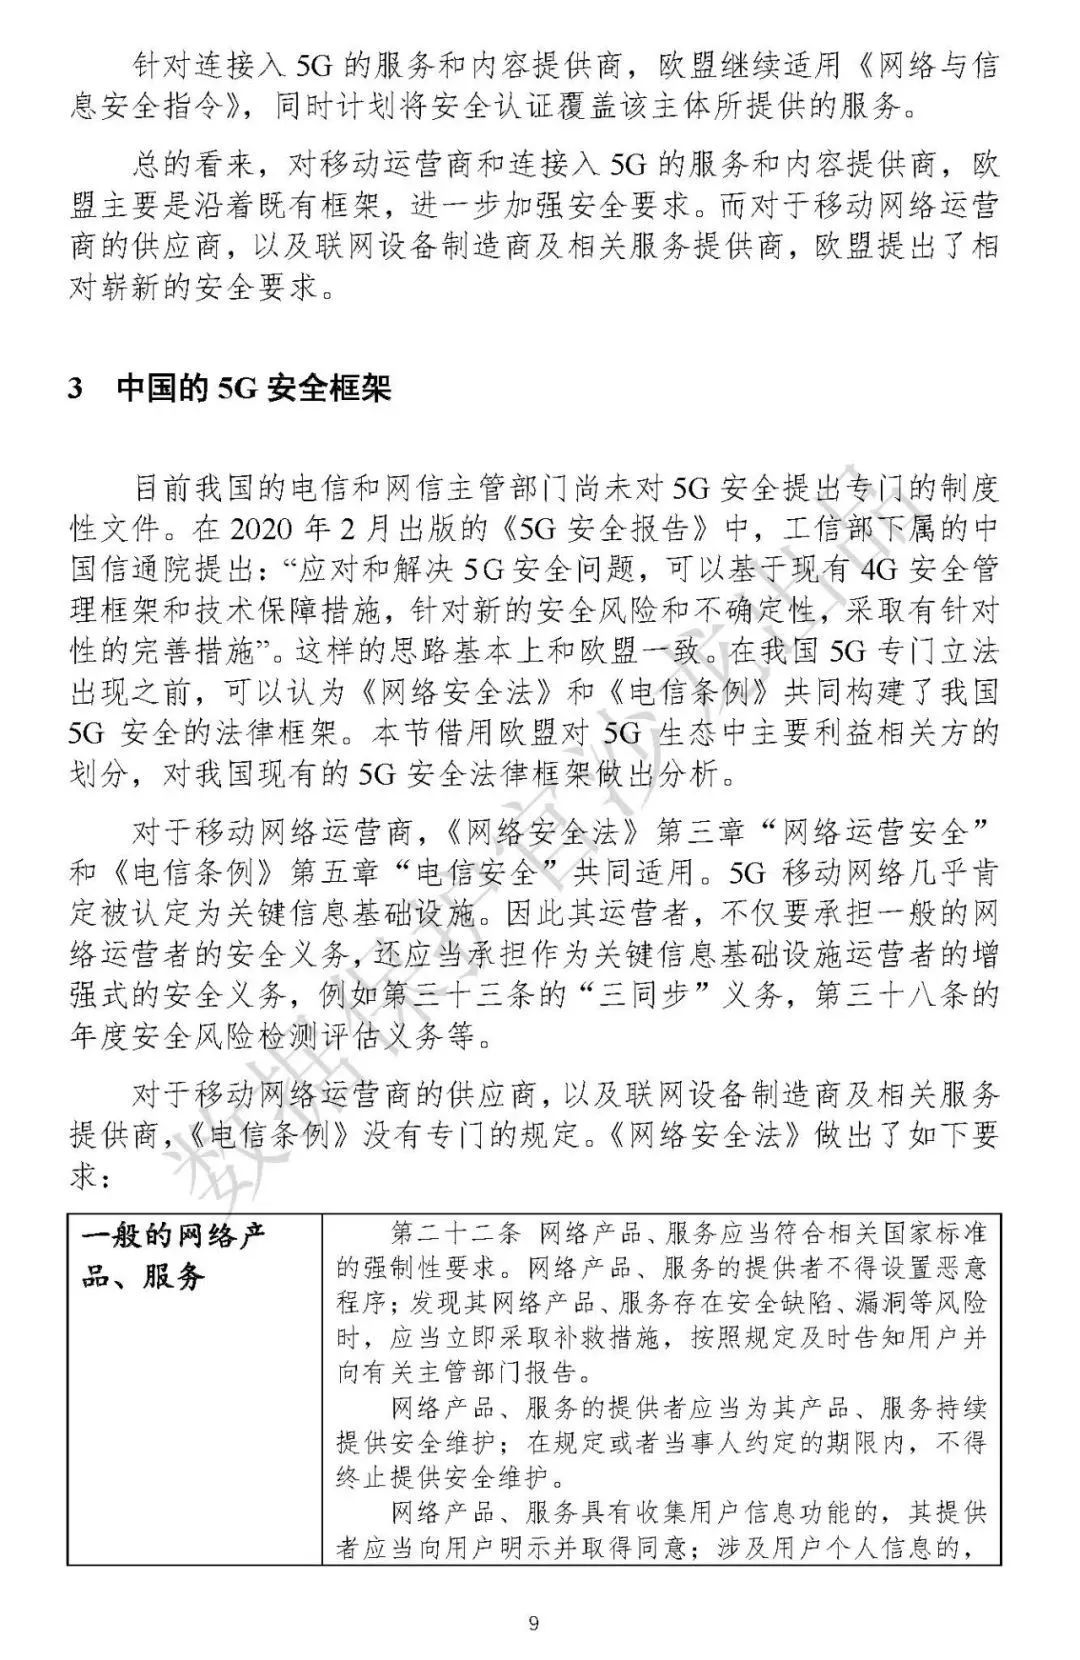 针对连接入 5G 的服务和内容提供商，欧盟继续适用《网络与信
息安全指令》，同时计划将安全认证覆盖该主体所提供的服务。
总的看来，对移动运营商和连接入 5G 的服务和内容提供商，欧
盟主要是沿着既有框架，进一步加强安全要求。而对于移动网络运营
商的供应商，以及联网设备制造商及相关服务提供商，欧盟提出了相
对崭新的安全要求。
3 中国的 5G 安全框架
目前我国的电信和网信主管部门尚未对 5G 安全提出专门的制度
性文件。在 2020 年 2 月出版的《5G 安全报告》中，工信部下属的中
国信通院提出：“应对和解决 5G 安全问题，可以基于现有 4G 安全管
理框架和技术保障措施，针对新的安全风险和不确定性，采取有针对
性的完善措施”。这样的思路基本上和欧盟一致。在我国 5G 专门立法
出现之前，可以认为《网络安全法》和《电信条例》共同构建了我国
5G 安全的法律框架。本节借用欧盟对 5G 生态中主要利益相关方的
划分，对我国现有的 5G 安全法律框架做出分析。
对于移动网络运营商，《网络安全法》第三章“网络运营安全”
和《电信条例》第五章“电信安全”共同适用。5G 移动网络几乎肯
定被认定为关键信息基础设施。因此其运营者，不仅要承担一般的网
络运营者的安全义务，还应当承担作为关键信息基础设施运营者的增
强式的安全义务，例如第三十三条的“三同步”义务，第三十八条的
年度安全风险检测评估义务等。
对于移动网络运营商的供应商，以及联网设备制造商及相关服务
提供商，《电信条例》没有专门的规定。《网络安全法》做出了如下要
求：
一般的网络产
品、服务
第二十二条 网络产品、服务应当符合相关国家标准
的强制性要求。网络产品、服务的提供者不得设置恶意
程序；发现其网络产品、服务存在安全缺陷、漏洞等风险
时，应当立即采取补救措施，按照规定及时告知用户并
向有关主管部门报告。
网络产品、服务的提供者应当为其产品、服务持续
提供安全维护；在规定或者当事人约定的期限内，不得
终止提供安全维护。
网络产品、服务具有收集用户信息功能的，其提供
者应当向用户明示并取得同意；涉及用户个人信息的，
9
数据保护官沙龙出品